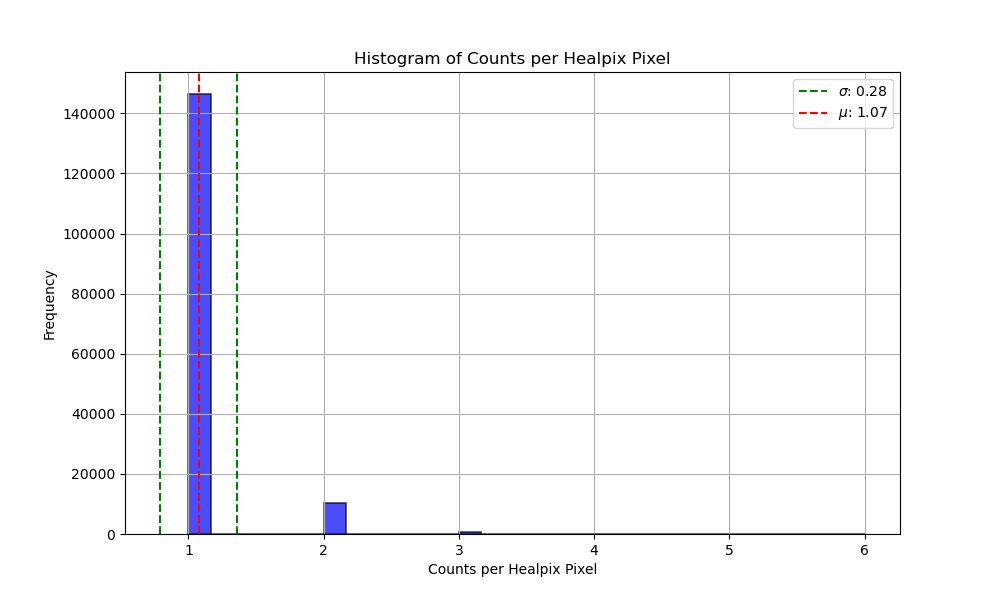 Histogram of Counts per Healpix Pixel
σ: 0.28
μ: 1.07
Frequency
140000
120000
100000
80000
60000
40000
20000
0
1 2 3 4 5 6
Counts per Healpix Pixel